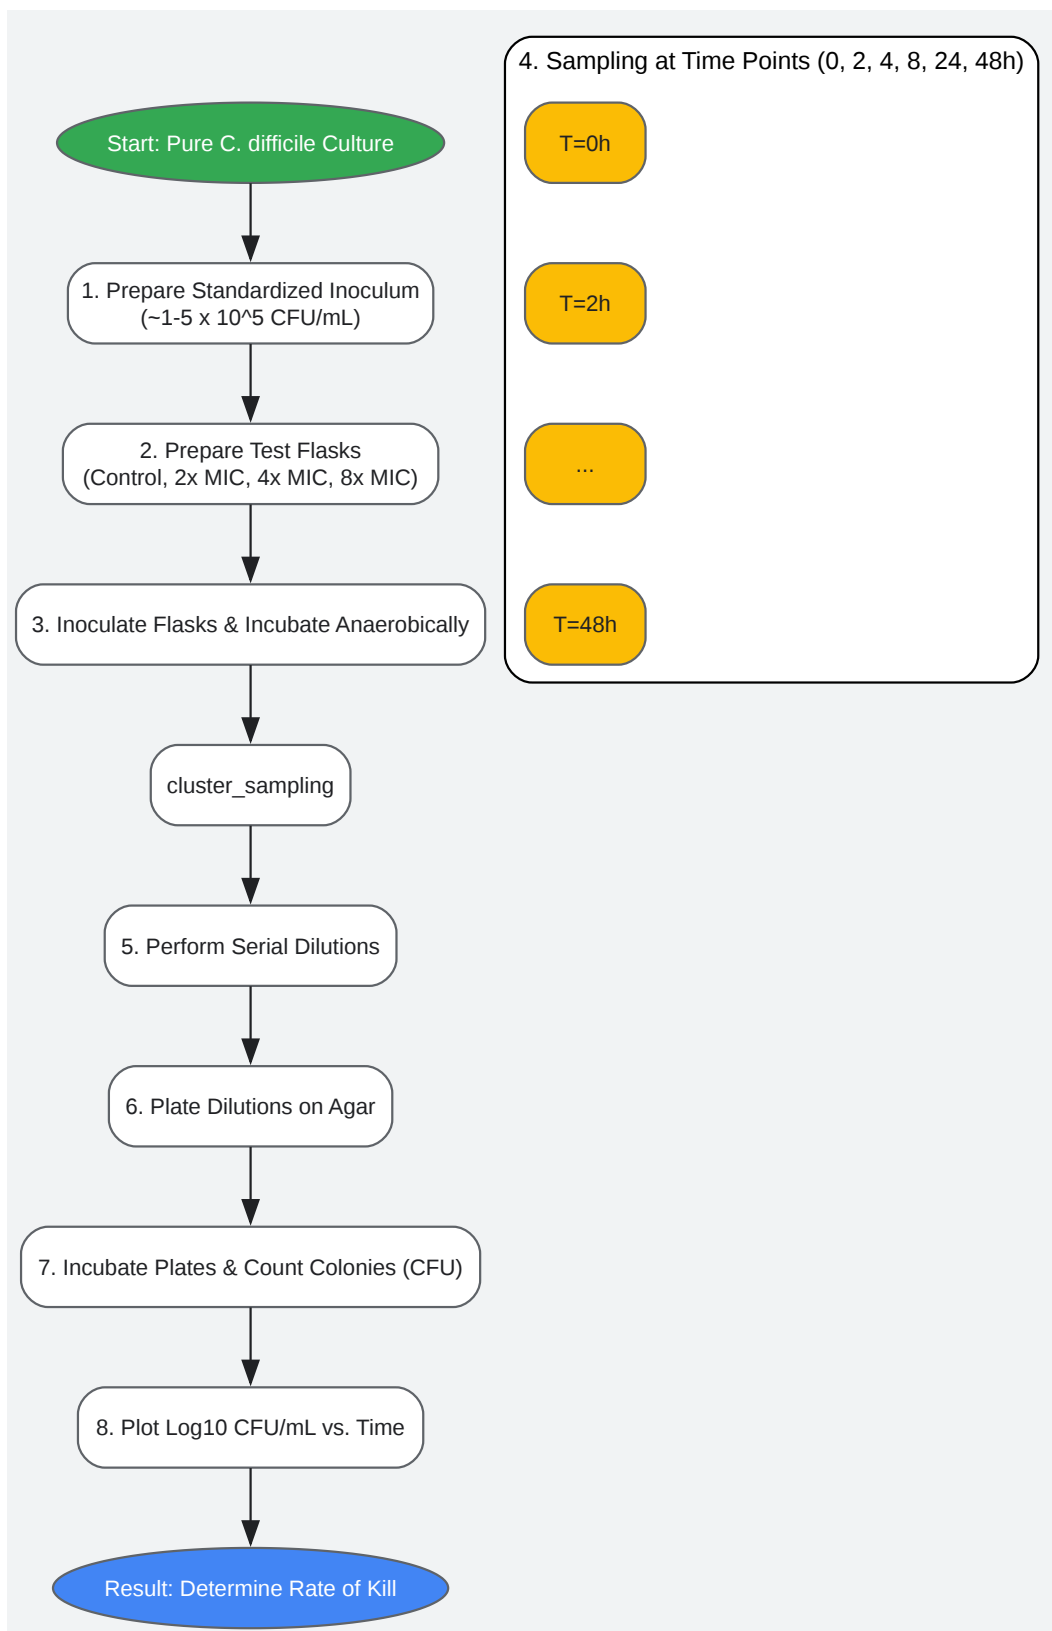 Start: Pure C. difficile Culture
1. Prepare Standardized Inoculum
(~1-5 x 10^5 CFU/mL)
2. Prepare Test Flasks
(Control, 2x MIC, 4x MIC, 8x MIC)
3. Inoculate Flasks & Incubate Anaerobically
cluster_sampling
5. Perform Serial Dilutions
6. Plate Dilutions on Agar
7. Incubate Plates & Count Colonies (CFU)
8. Plot Log10 CFU/mL vs. Time
Result: Determine Rate of Kill
4. Sampling at Time Points (0, 2, 4, 8, 24, 48h)
T=0h
T=2h
...
T=48h